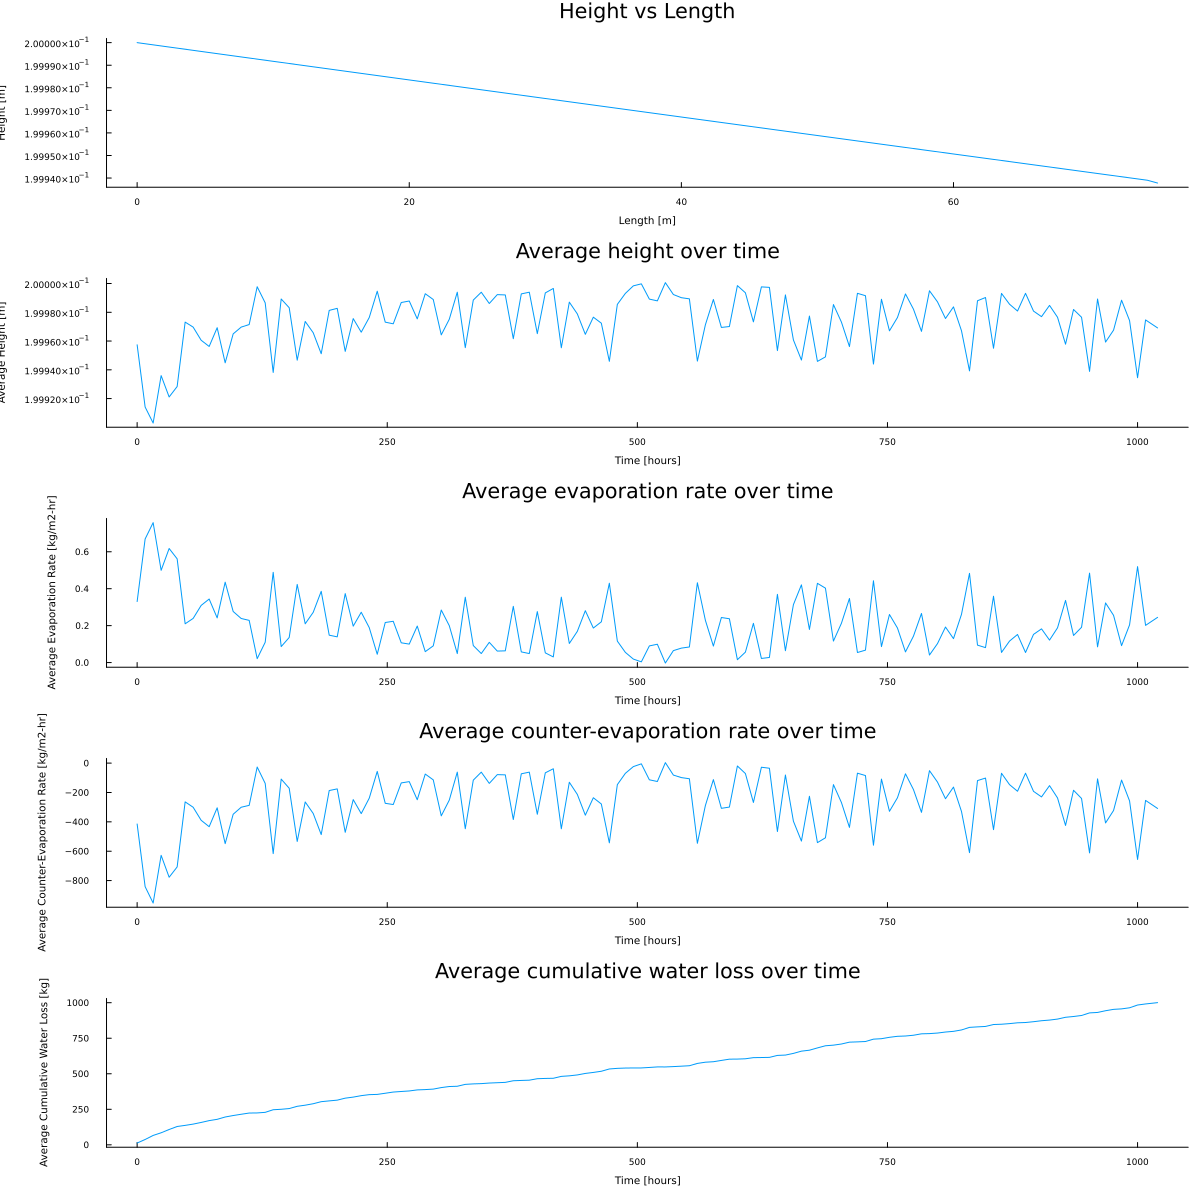 Height vs Length
Height [m]
2.00000×10⁻¹
1.99990×10⁻¹
1.99980×10⁻¹
1.99970×10⁻¹
1.99960×10⁻¹
1.99950×10⁻¹
1.99940×10⁻¹
0 20 40 60
Length [m]
Average height over time
Average Height [m]
2.00000×10⁻¹
1.99980×10⁻¹
1.99960×10⁻¹
1.99940×10⁻¹
1.99920×10⁻¹
0 250 500 750 1000
Time [hours]
Average evaporation rate over time
Average Evaporation Rate [kg/m2-hr]
0.6
0.4
0.2
0.0
0 250 500 750 1000
Time [hours]
Average counter-evaporation rate over time
Average Counter-Evaporation Rate [kg/m2-hr]
0
−200
−400
−600
−800
0 250 500 750 1000
Time [hours]
Average cumulative water loss over time
Average Cumulative Water Loss [kg]
1000
750
500
250
0
0 250 500 750 1000
Time [hours]